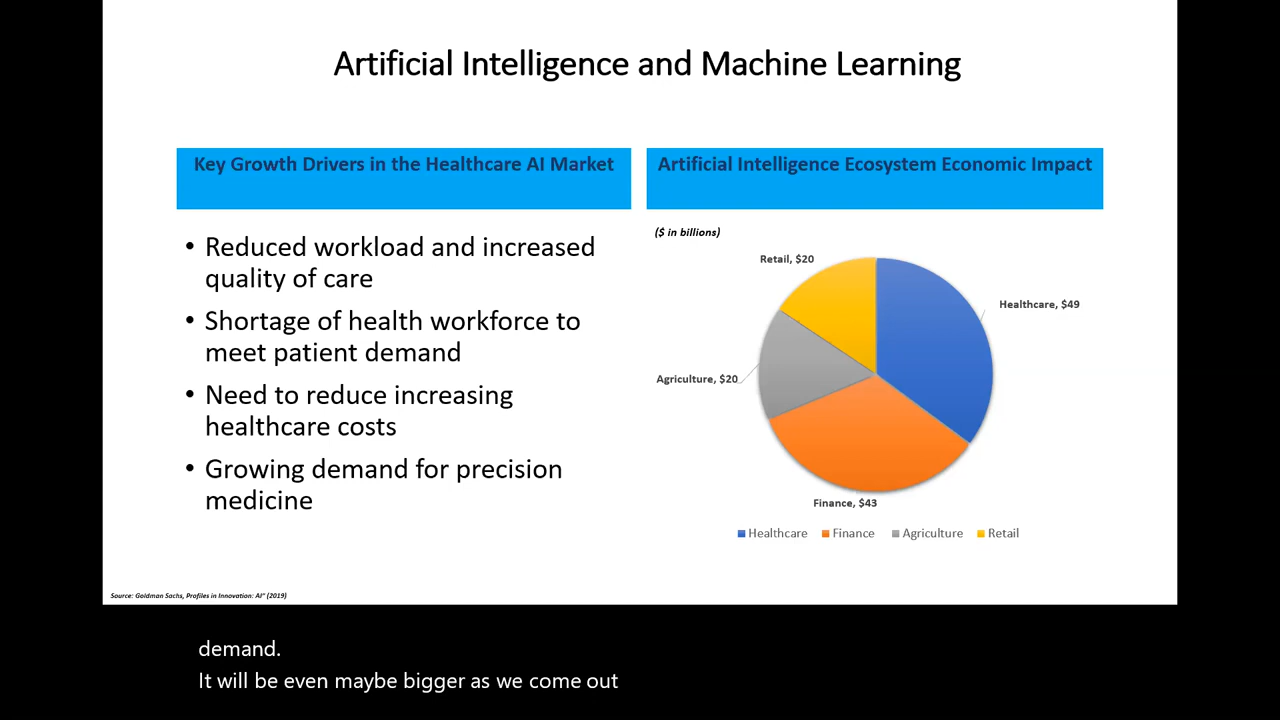 Artificial Intelligence and Machine Learning
Key Growth Drivers in the Healthcare AI Market
• Reduced workload and increased
quality of care
• Shortage of health workforce to
meet patient demand
• Need to reduce increasing
healthcare costs
• Growing demand for precision
medicine
Artificial Intelligence Ecosystem Economic Impact
($ in billions)
Retail, $20
Healthcare, $49
Agriculture, $20
Finance, $43
Healthcare Finance Agriculture Retail
Source: Goldman Sachs, Profiles in Innovation: AI" (2019)
demand.
It will be even maybe bigger as we come out